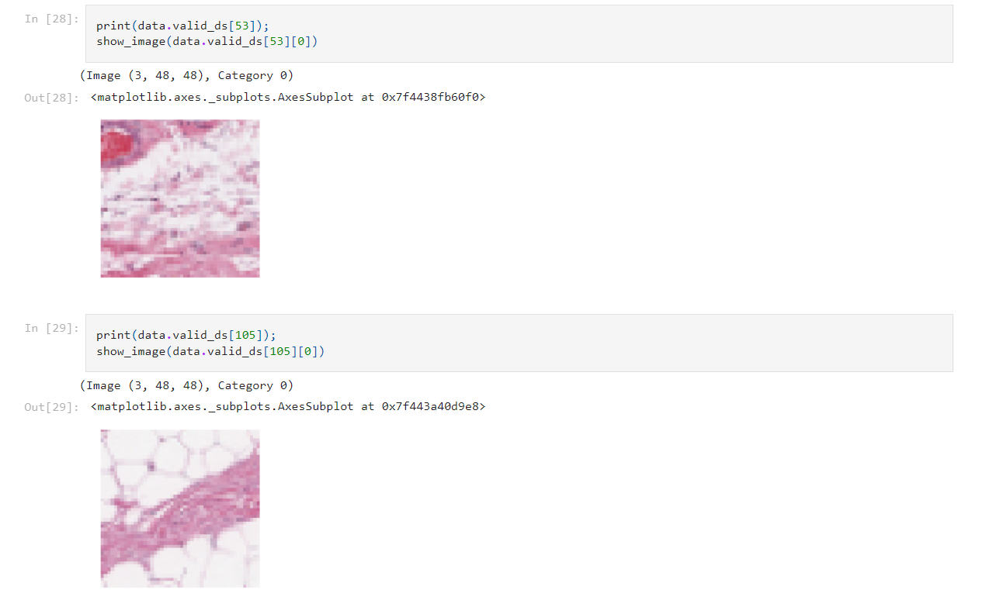 In [28]:
print(data.valid_ds[53]);
show_image(data.valid_ds[53][0])
(Image (3, 48, 48), Category 0)
Out[28]: <matplotlib.axes._subplots.AxesSubplot at 0x7f4438fb60f0>
In [29]:
print(data.valid_ds[105]);
show_image(data.valid_ds[105][0])
(Image (3, 48, 48), Category 0)
Out[29]: <matplotlib.axes._subplots.AxesSubplot at 0x7f443a40d9e8>